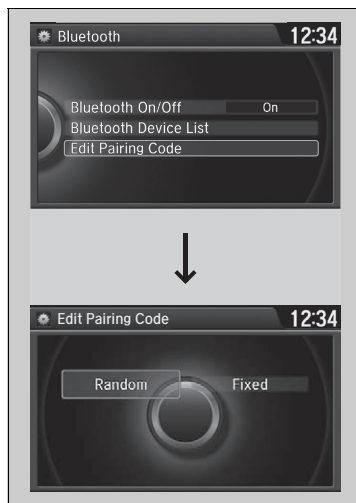 Bluetooth 12:34
Bluetooth On/Off On
Bluetooth Device List
Edit Pairing Code
Edit Pairing Code 12:34
Random Fixed